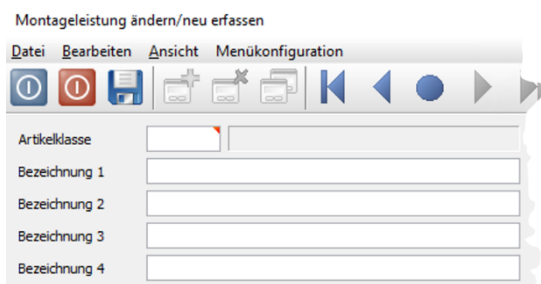 Montageleistung ändern/neu erfassen
Datei Bearbeiten Ansicht Menükonfiguration
Artikelklasse
Bezeichnung 1
Bezeichnung 2
Bezeichnung 3
Bezeichnung 4